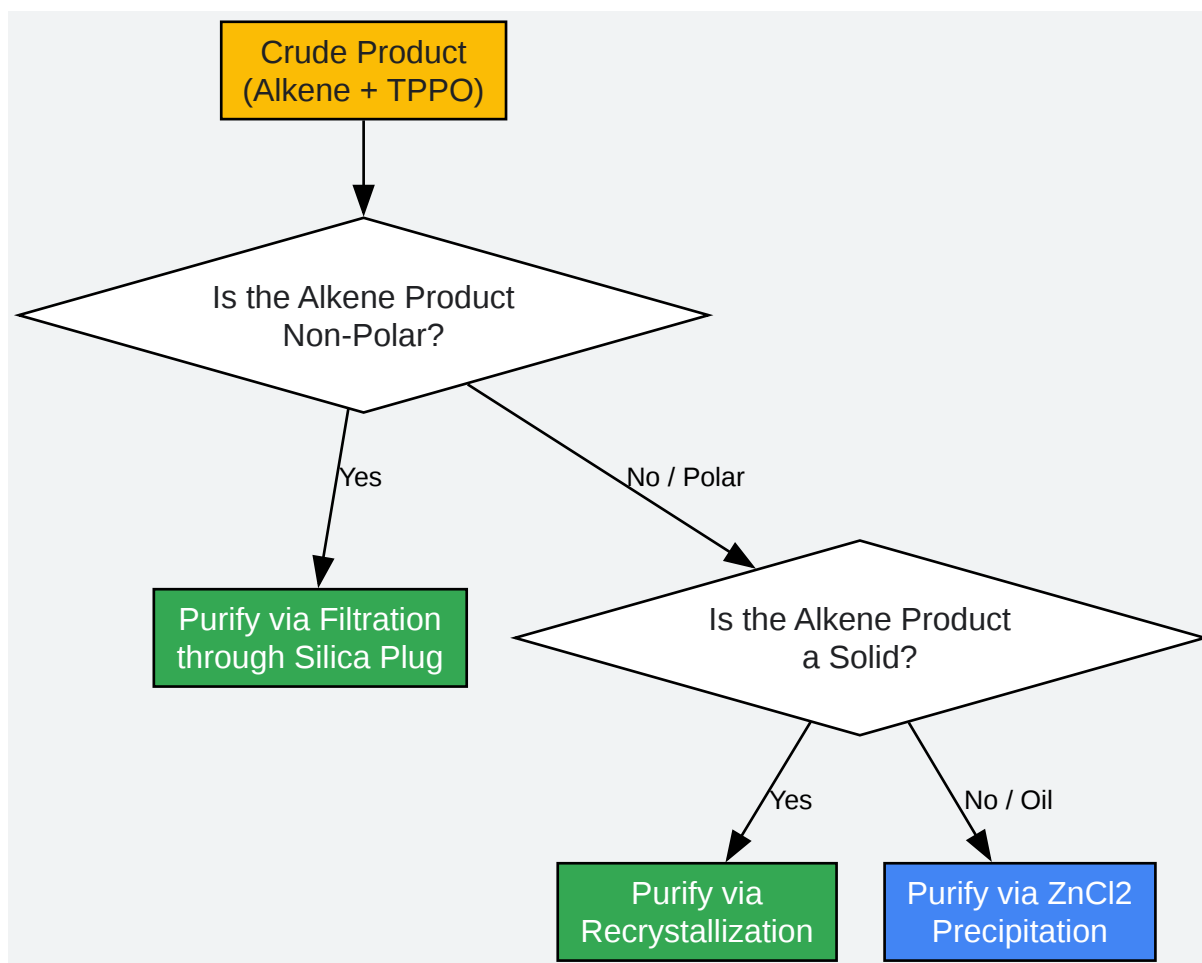 Crude Product
(Alkene + TPPO)
Is the Alkene Product
Non-Polar?
Yes
No / Polar
Purify via Filtration
through Silica Plug
Is the Alkene Product
a Solid?
Yes
No / Oil
Purify via
Recrystallization
Purify via ZnCl2
Precipitation